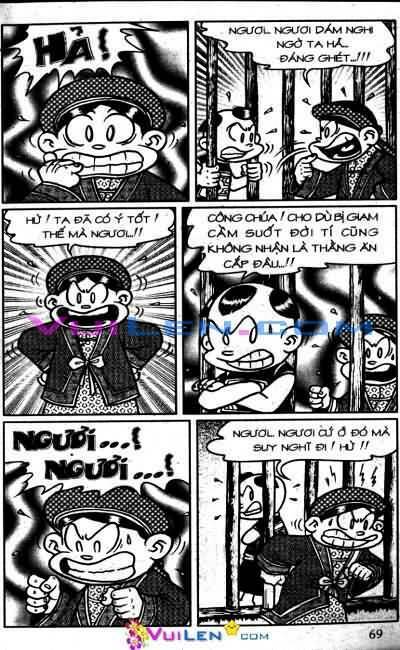 HẢ!
NGƯƠI.. NGƯƠI DÁM NGHI
NGỜ TA HẢ...
ĐÁNG GHÉT...!!!
HỪ! TA ĐÃ CÓ Ý TỐT!
THẾ MÀ NGƯƠI..!!
CÔNG CHÚA! CHO DÙ BỊ GIAM
CẦM SUỐT ĐỜI TÍ CŨNG
KHÔNG NHẬN LÀ THẰNG ĂN
CẮP ĐÂU...!!
VUILEN.COM
NGƯƠI...!
NGƯƠI...!
NGƯƠI.. NGƯƠI CỨ Ở ĐÓ MÀ
SUY NGHĨ ĐI! HỪ!!
69
VUILEN.COM